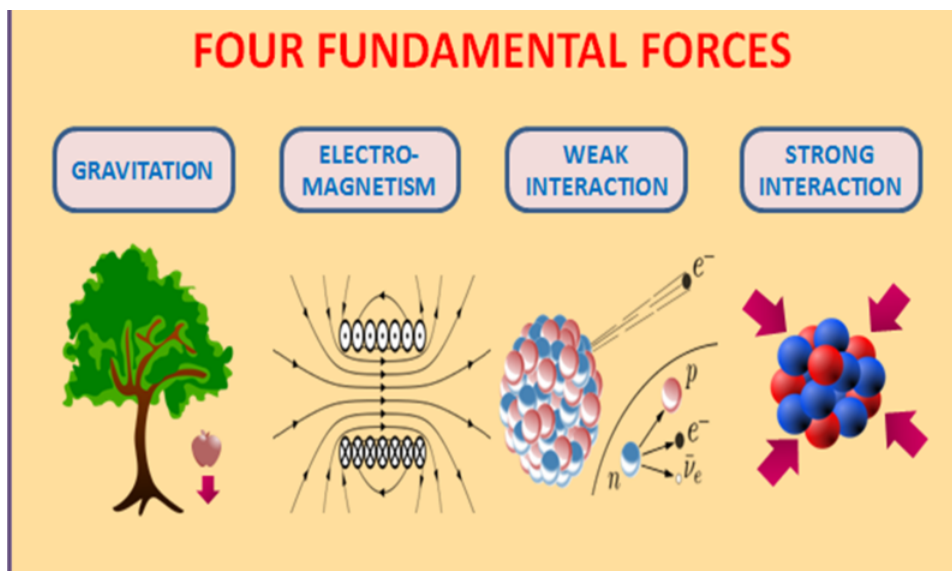 FOUR FUNDAMENTAL FORCES
GRAVITATION
ELECTRO-
MAGNETISM
WEAK
INTERACTION
STRONG
INTERACTION
e⁻
p
e⁻
n
ν̄ₑ